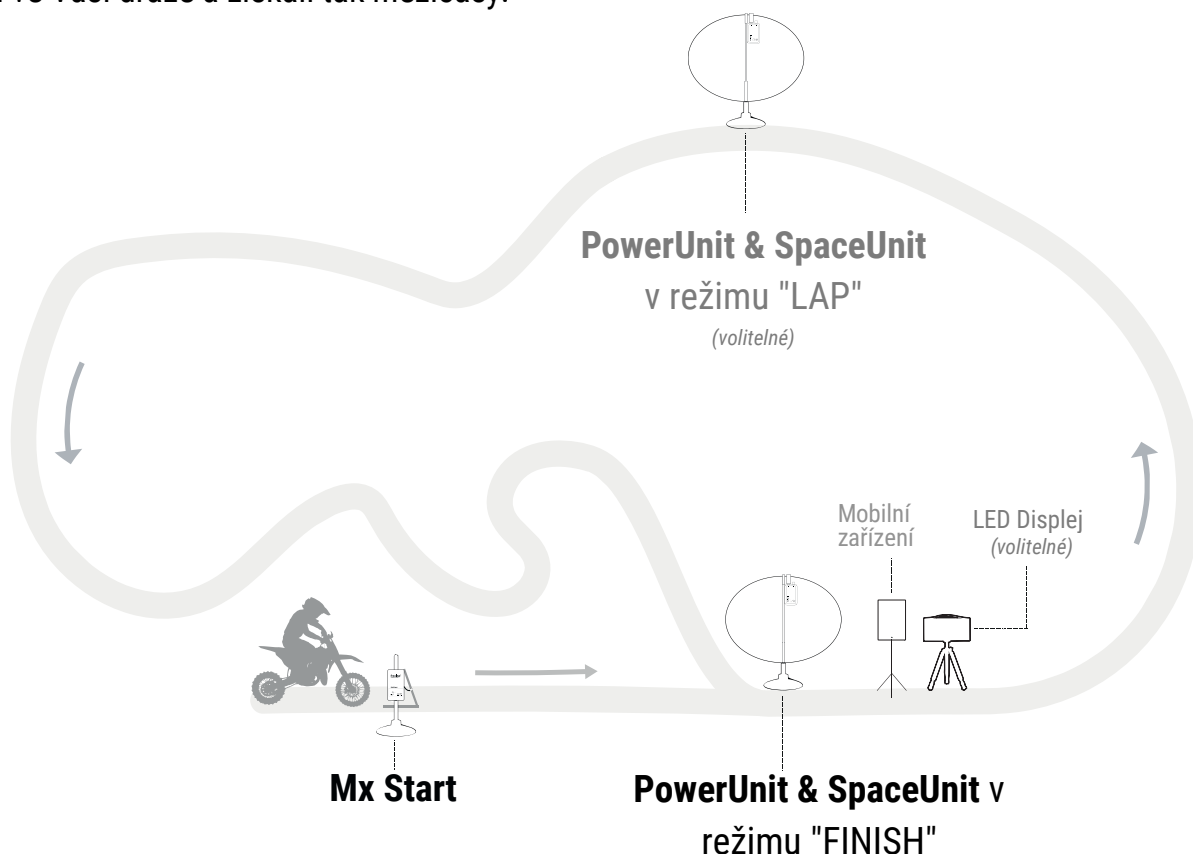 PowerUnit & SpaceUnit
v režimu "LAP"
(volitelné)
Mobilní
zařízení
LED Displej
(volitelné)
Mx Start
PowerUnit & SpaceUnit v
režimu "FINISH"